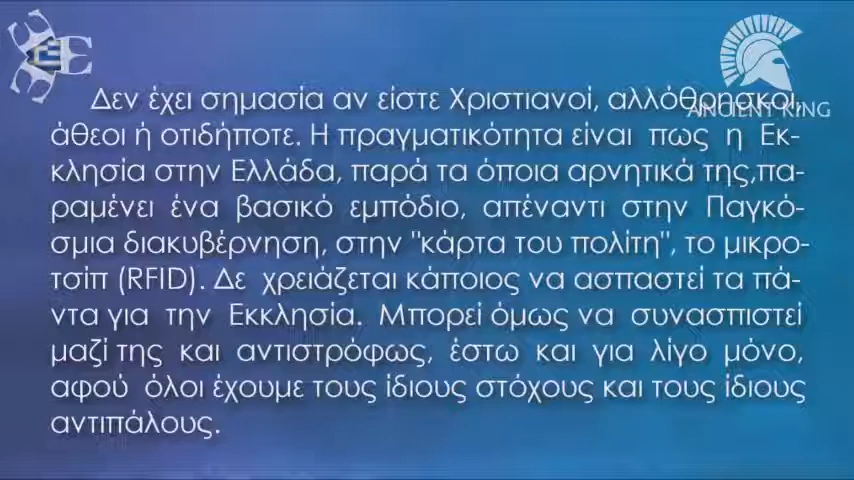 Δεν έχει σημασία αν είστε Χριστιανοί, αλλόθρησκοι,
ANCIENT KING
άθεοι ή οτιδήποτε. Η πραγματικότητα είναι πως η Εκ-
κλησία στην Ελλάδα, παρά τα όποια αρνητικά της,πα-
ραμένει ένα βασικό εμπόδιο, απέναντι στην Παγκό-
σμια διακυβέρνηση, στην "κάρτα του πολίτη", το μικρο-
τσίπ (RFID). Δε χρειάζεται κάποιος να ασπαστεί τα πά-
ντα για την Εκκλησία. Μπορεί όμως να συνασπιστεί
μαζί της και αντιστρόφως, έστω και για λίγο μόνο,
αφού όλοι έχουμε τους ίδιους στόχους και τους ίδιους
αντιπάλους.